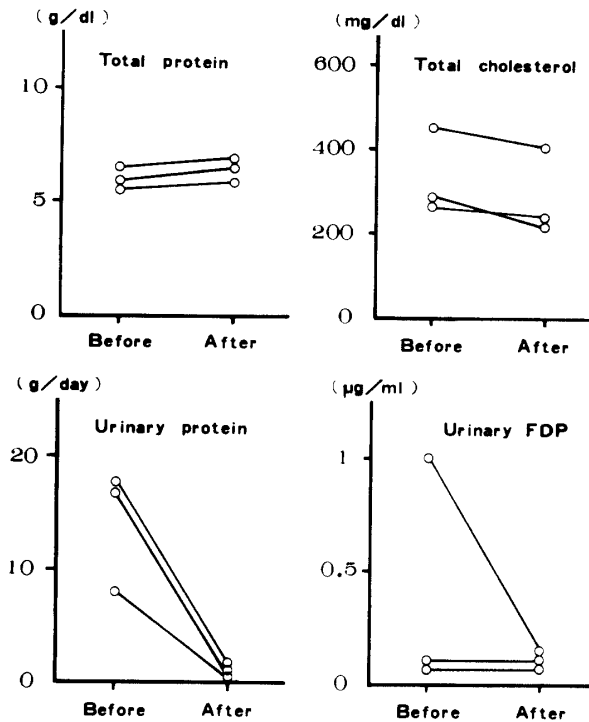 (g/dl)
Total protein
10
5
0
Before After
(mg/dl)
Total cholesterol
600
400
200
0
Before After
(g/day)
Urinary protein
20
10
0
Before After
(μg/ml)
Urinary FDP
1
0.5
0
Before After